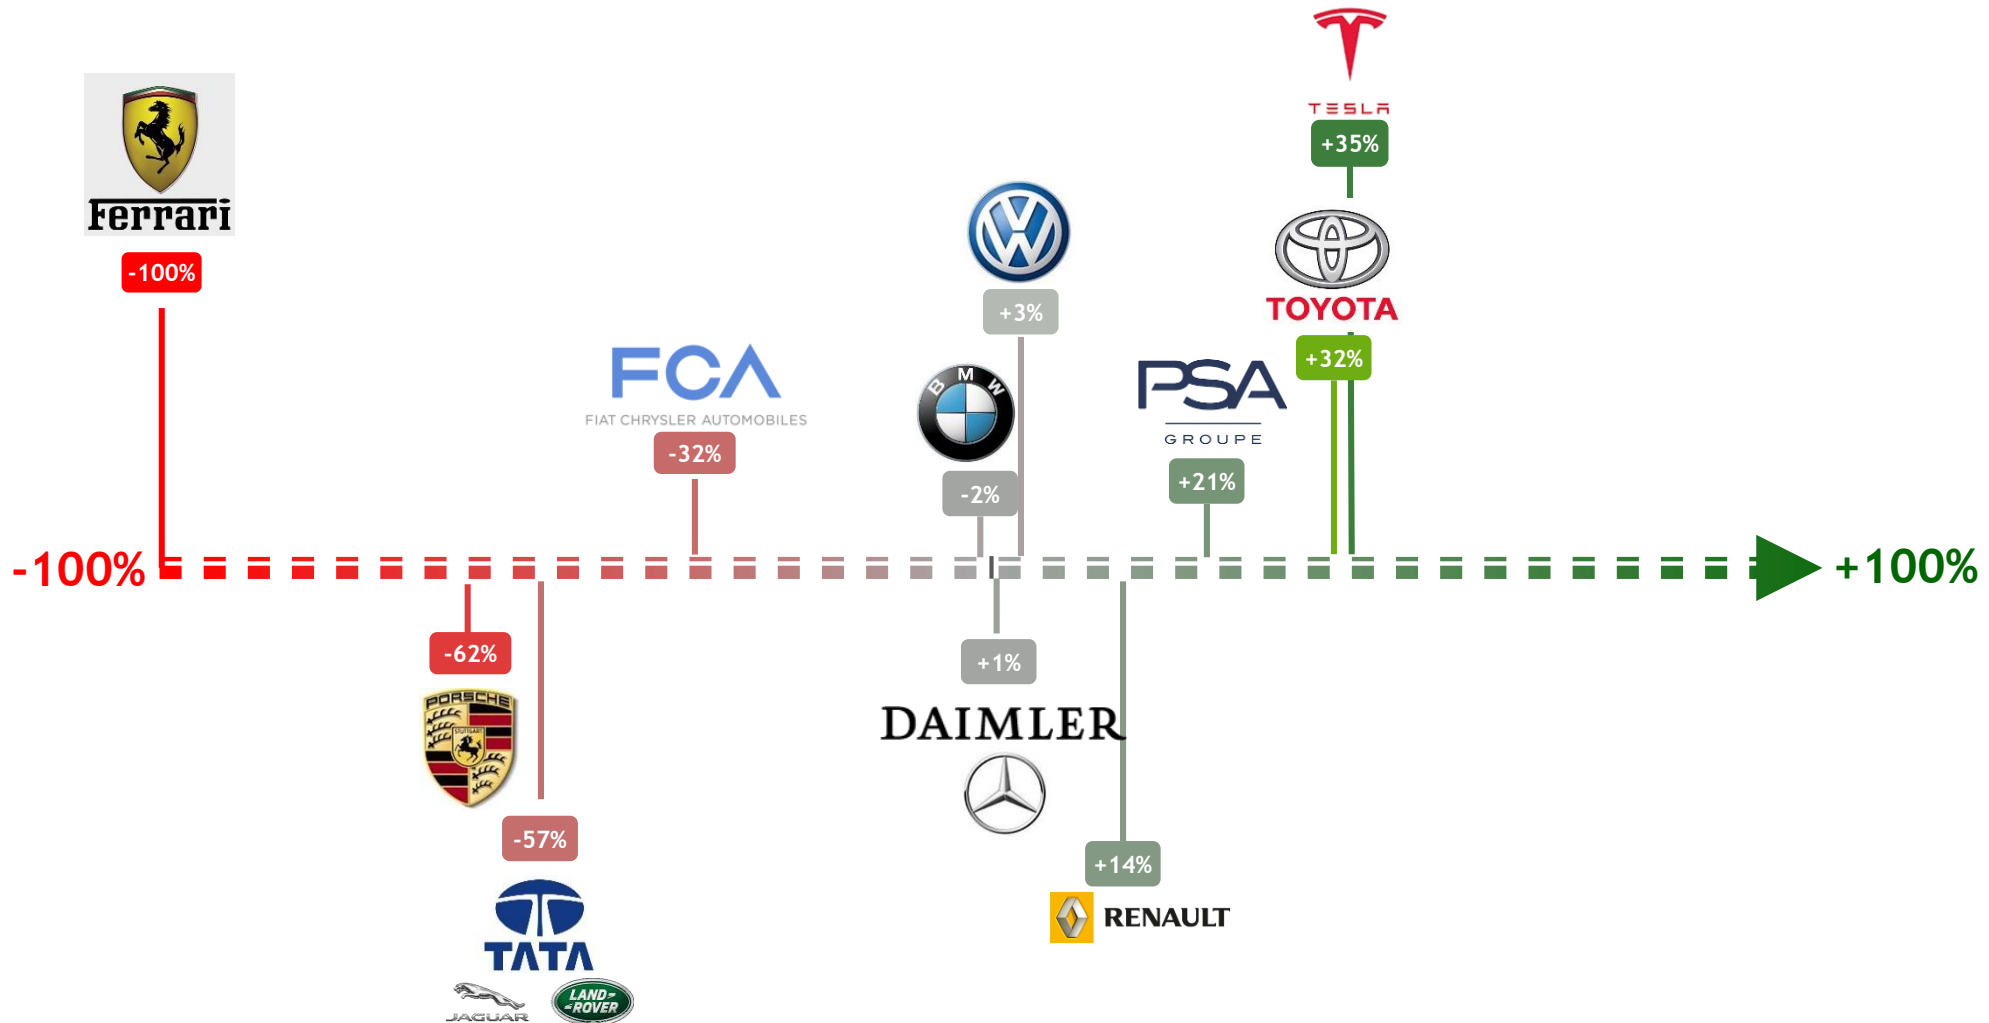 TESLA
+35%
Ferrari
-100%
TOYOTA
+32%
+3%
FCA
FIAT CHRYSLER AUTOMOBILES
-32%
BMW
-2%
PSA
GROUPE
+21%
-100%
+100%
-62%
PORSCHE
STUTTGART
+1%
DAIMLER
-57%
TATA
JAGUAR
LAND-
-ROVER
+14%
RENAULT